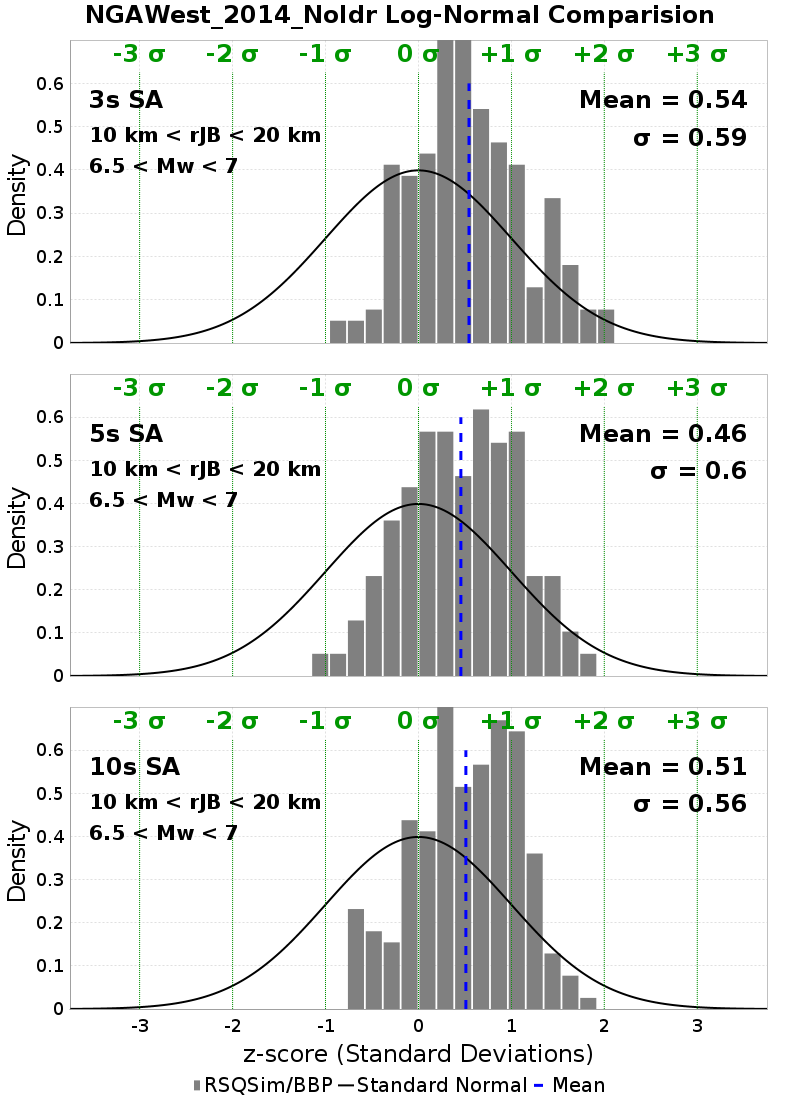 NGAWest_2014_NoIdr Log-Normal Comparision
-3 σ -2 σ -1 σ 0 σ +1 σ +2 σ +3 σ
3s SA
10 km < rJB < 20 km
6.5 < Mw < 7
Mean = 0.54
σ = 0.59
0.6
0.5
0.4
0.3
0.2
0.1
0
Density
-3 σ -2 σ -1 σ 0 σ +1 σ +2 σ +3 σ
5s SA
10 km < rJB < 20 km
6.5 < Mw < 7
Mean = 0.46
σ = 0.6
0.6
0.5
0.4
0.3
0.2
0.1
0
Density
-3 σ -2 σ -1 σ 0 σ +1 σ +2 σ +3 σ
10s SA
10 km < rJB < 20 km
6.5 < Mw < 7
Mean = 0.51
σ = 0.56
0.6
0.5
0.4
0.3
0.2
0.1
0
Density
-3 -2 -1 0 1 2 3
z-score (Standard Deviations)
RSQSim/BBP Standard Normal Mean